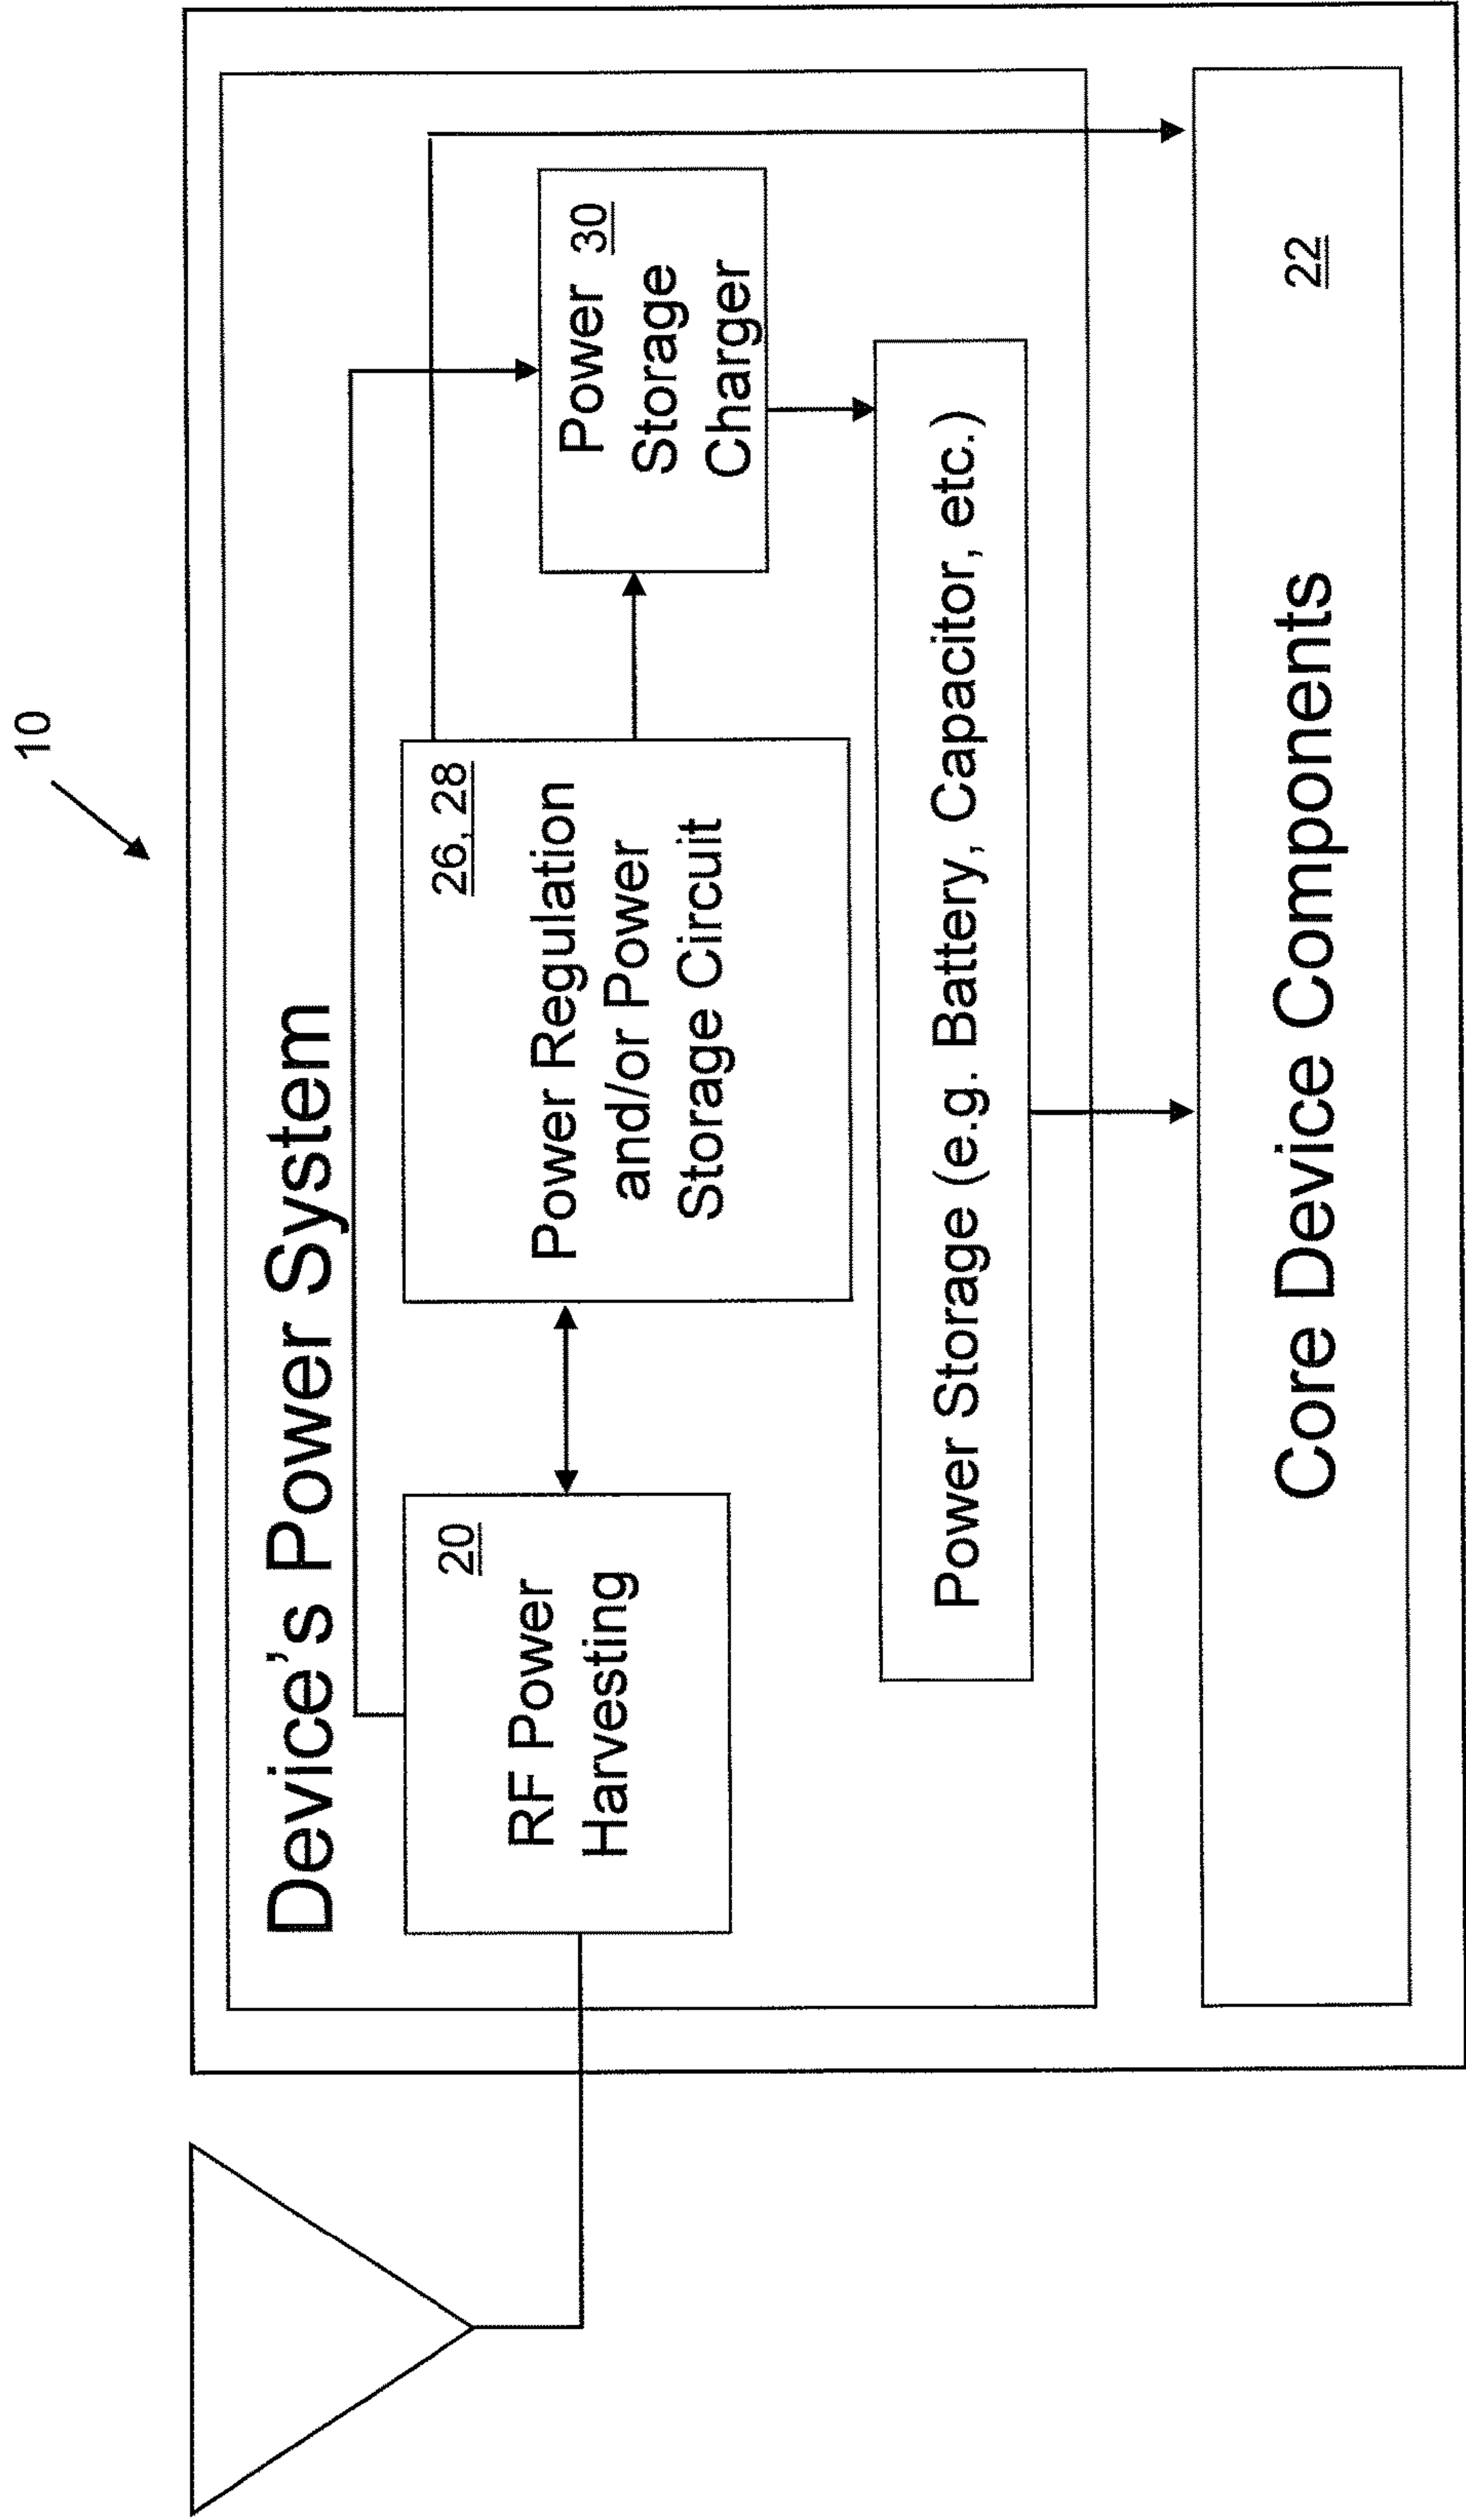 10
Device's Power System
20
RF Power
Harvesting
26, 28
Power Regulation
and/or Power
Storage Circuit
Power 30
Storage
Charger
Power Storage (e.g. Battery, Capacitor, etc.)
22
Core Device Components